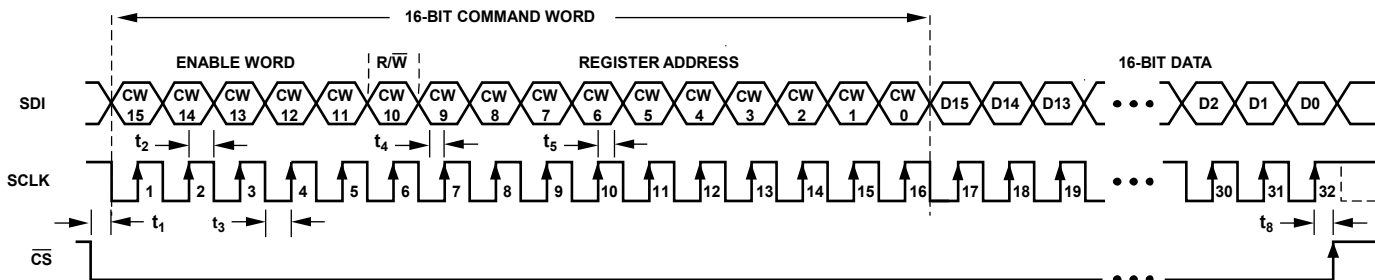 16-BIT COMMAND WORD
ENABLE WORD R/W̅ REGISTER ADDRESS 16-BIT DATA
SDI CW 15 CW 14 CW 13 CW 12 CW 11 CW 10 CW 9 CW 8 CW 7 CW 6 CW 5 CW 4 CW 3 CW 2 CW 1 CW 0 D15 D14 D13 ••• D2 D1 D0
t2 t4 t5
SCLK 1 2 3 4 5 6 7 8 9 10 11 12 13 14 15 16 17 18 19 ••• 30 31 32
t1 t3 t8
C̅S̅ •••